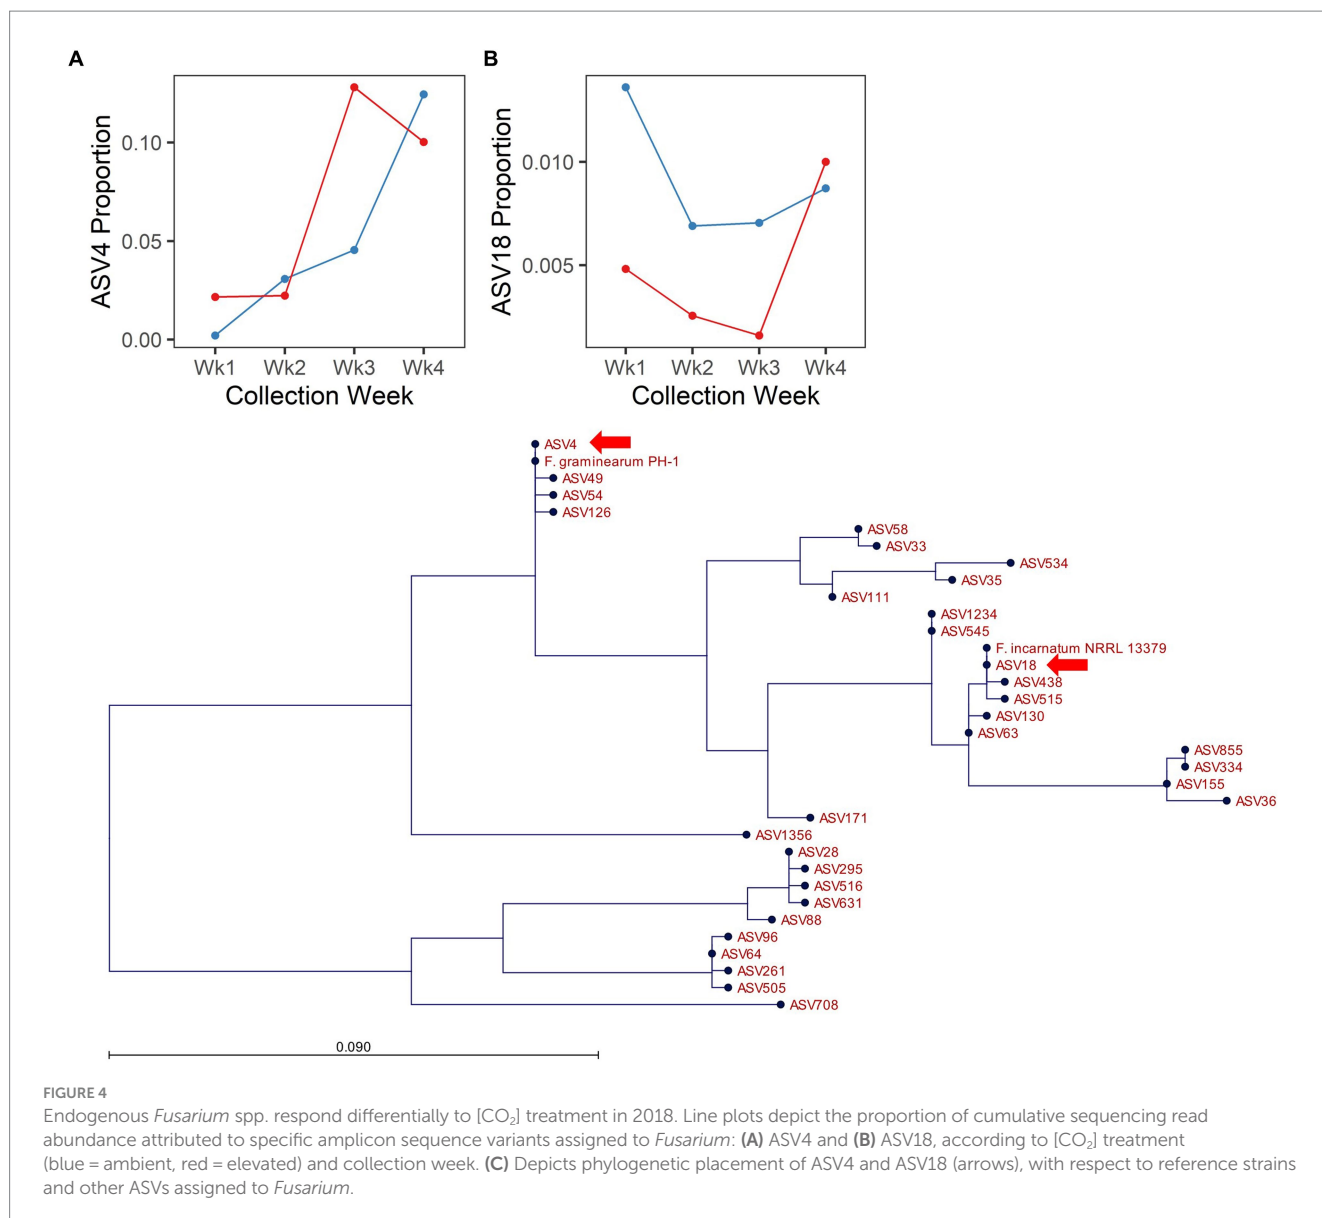 A
ASV4 Proportion
0.10
0.05
0.00
Wk1 Wk2 Wk3 Wk4
Collection Week
B
ASV18 Proportion
0.010
0.005
Wk1 Wk2 Wk3 Wk4
Collection Week
ASV4
F. graminearum PH-1
ASV49
ASV54
ASV126
ASV58
ASV33
ASV534
ASV35
ASV111
ASV1234
ASV545
F. incarnatum NRRL 13379
ASV18
ASV438
ASV515
ASV130
ASV63
ASV855
ASV334
ASV155
ASV36
ASV171
ASV1356
ASV28
ASV295
ASV516
ASV631
ASV88
ASV96
ASV64
ASV261
ASV505
ASV708
0.090
FIGURE 4
Endogenous Fusarium spp. respond differentially to [CO₂] treatment in 2018. Line plots depict the proportion of cumulative sequencing read
abundance attributed to specific amplicon sequence variants assigned to Fusarium: (A) ASV4 and (B) ASV18, according to [CO₂] treatment
(blue = ambient, red = elevated) and collection week. (C) Depicts phylogenetic placement of ASV4 and ASV18 (arrows), with respect to reference strains
and other ASVs assigned to Fusarium.